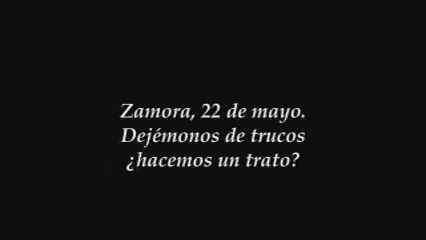 Zamora, 22 de mayo.
Dejémonos de trucos
¿hacemos un trato?